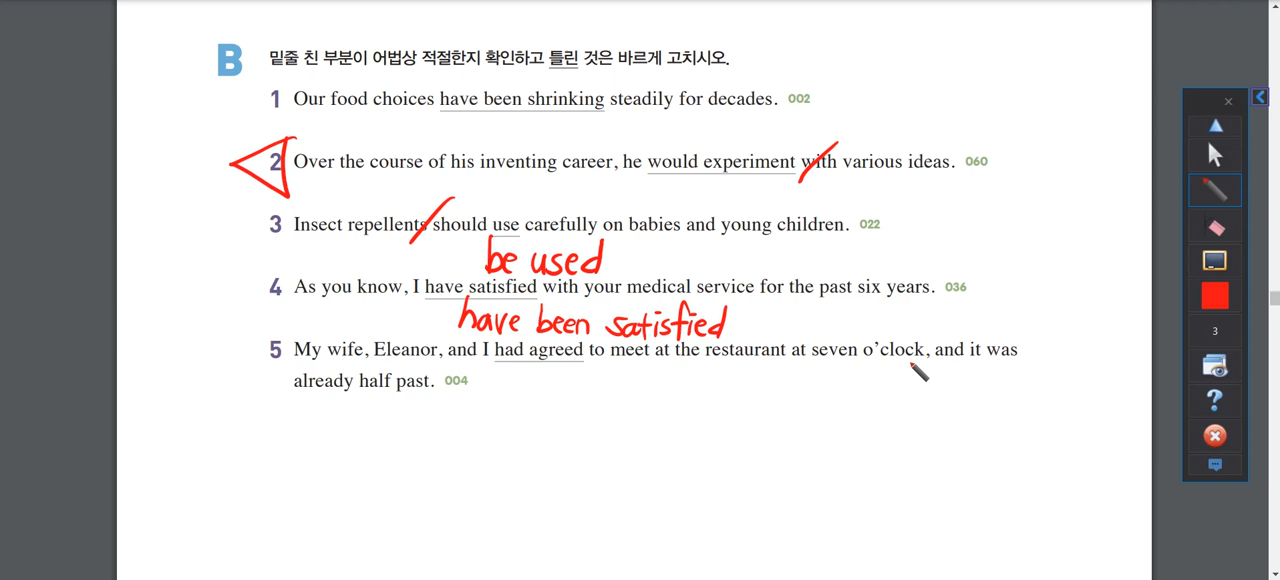 B 밑줄 친 부분이 어법상 적절한지 확인하고 틀린 것은 바르게 고치시오.
1 Our food choices have been shrinking steadily for decades. 002
2 Over the course of his inventing career, he would experiment with various ideas. 060
3 Insect repellents should use carefully on babies and young children. 022
be used
4 As you know, I have satisfied with your medical service for the past six years. 036
have been satisfied
5 My wife, Eleanor, and I had agreed to meet at the restaurant at seven o'clock, and it was
already half past. 004
3